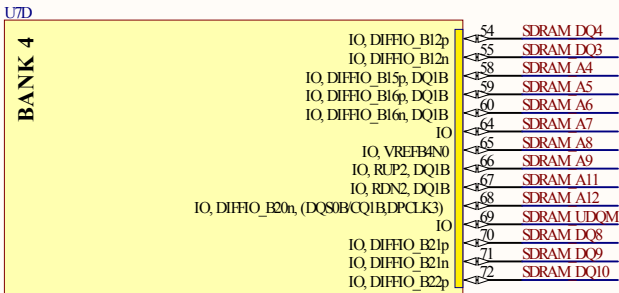 U7D
BANK 4
IO, DIFFIO_B12p 54 SDRAM_DQ4
IO, DIFFIO_B12n 55 SDRAM_DQ3
IO, DIFFIO_B15p, DQ1B 58 SDRAM_A4
IO, DIFFIO_B16p, DQ1B 59 SDRAM_A5
IO, DIFFIO_B16n, DQ1B 60 SDRAM_A6
IO 64 SDRAM_A7
IO, VREFB4N0 65 SDRAM_A8
IO, RUP2, DQ1B 66 SDRAM_A9
IO, RDN2, DQ1B 67 SDRAM_A11
IO, DIFFIO_B20n, (DQS0B/CQ1B,DPCLK3) 68 SDRAM_A12
IO 69 SDRAM_UDQM
IO, DIFFIO_B21p 70 SDRAM_DQ8
IO, DIFFIO_B21n 71 SDRAM_DQ9
IO, DIFFIO_B22p 72 SDRAM_DQ10